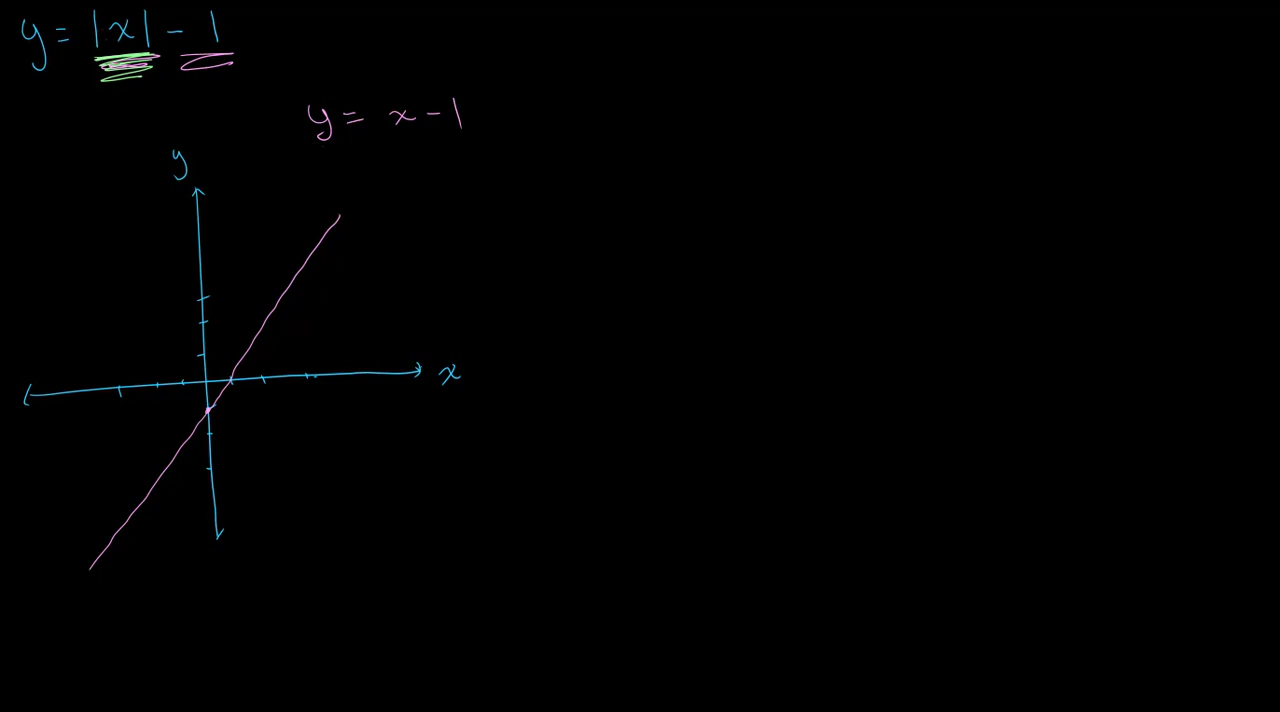 y = |x| - 1
y = x - 1
y
x